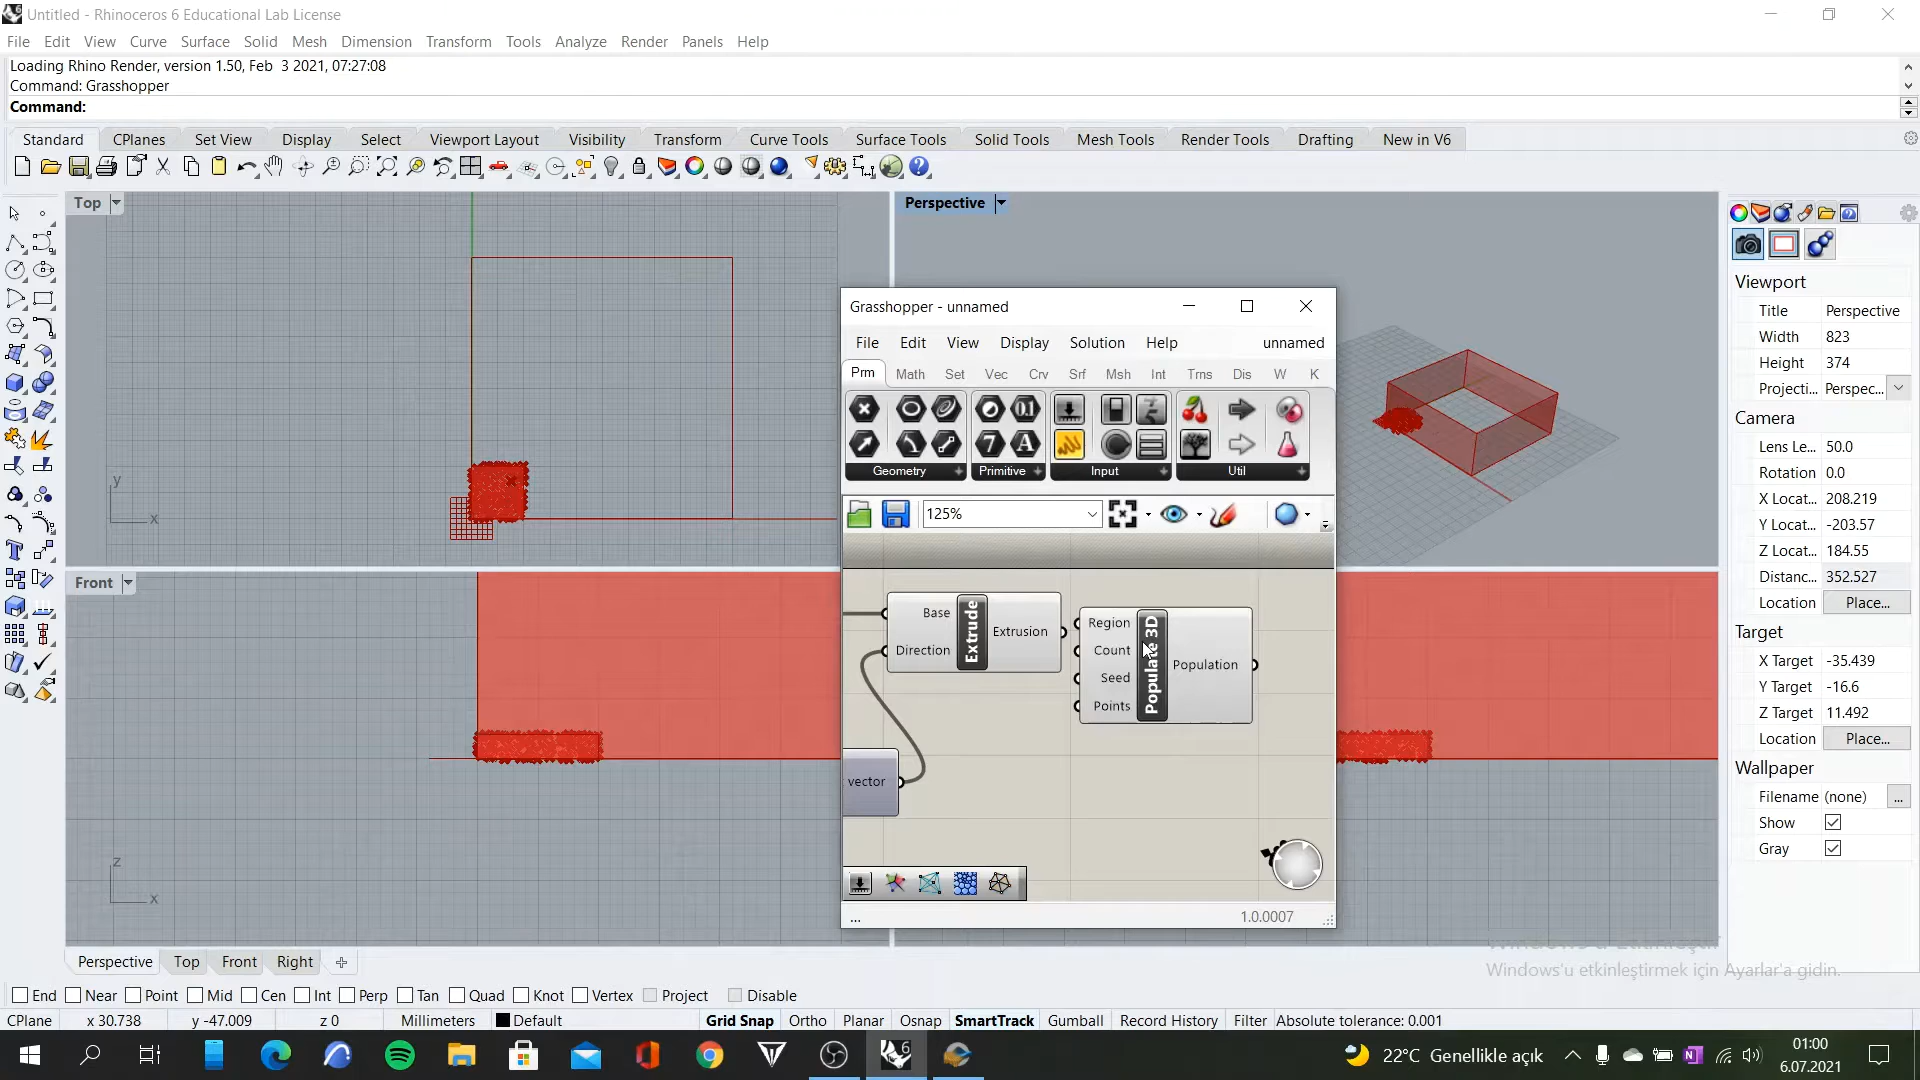 Untitled - Rhinoceros 6 Educational Lab License
File Edit View Curve Surface Solid Mesh Dimension Transform Tools Analyze Render Panels Help
Loading Rhino Render, version 1.50, Feb 3 2021, 07:27:08
Command: Grasshopper
Command:
Standard CPlanes Set View Display Select Viewport Layout Visibility Transform Curve Tools Surface Tools Solid Tools Mesh Tools Render Tools Drafting New in V6
Top
y
x
Perspective
Front
z
x
Grasshopper - unnamed
File Edit View Display Solution Help unnamed
Prm Math Set Vec Crv Srf Msh Int Trns Dis W K
Geometry Primitive Input Util
125%
Base
Direction
Extrude
Extrusion
Region
Count
Seed
Points
Populate 3D
Population
vector
...
1.0.0007
Viewport
Title Perspective
Width 823
Height 374
Projecti... Perspec...
Camera
Lens Le... 50.0
Rotation 0.0
X Locat... 208.219
Y Locat... -203.57
Z Locat... 184.55
Distanc... 352.527
Location Place...
Target
X Target -35.439
Y Target -16.6
Z Target 11.492
Location Place...
Wallpaper
Filename (none) ...
Show
Gray
Windows'u etkinleştirmek için Ayarlar'a gidin.
Perspective Top Front Right
End Near Point Mid Cen Int Perp Tan Quad Knot Vertex Project Disable
CPlane x 30.738 y -47.009 z 0 Millimeters Default Grid Snap Ortho Planar Osnap SmartTrack Gumball Record History Filter Absolute tolerance: 0.001
22°C Genellikle açık
01:00
6.07.2021